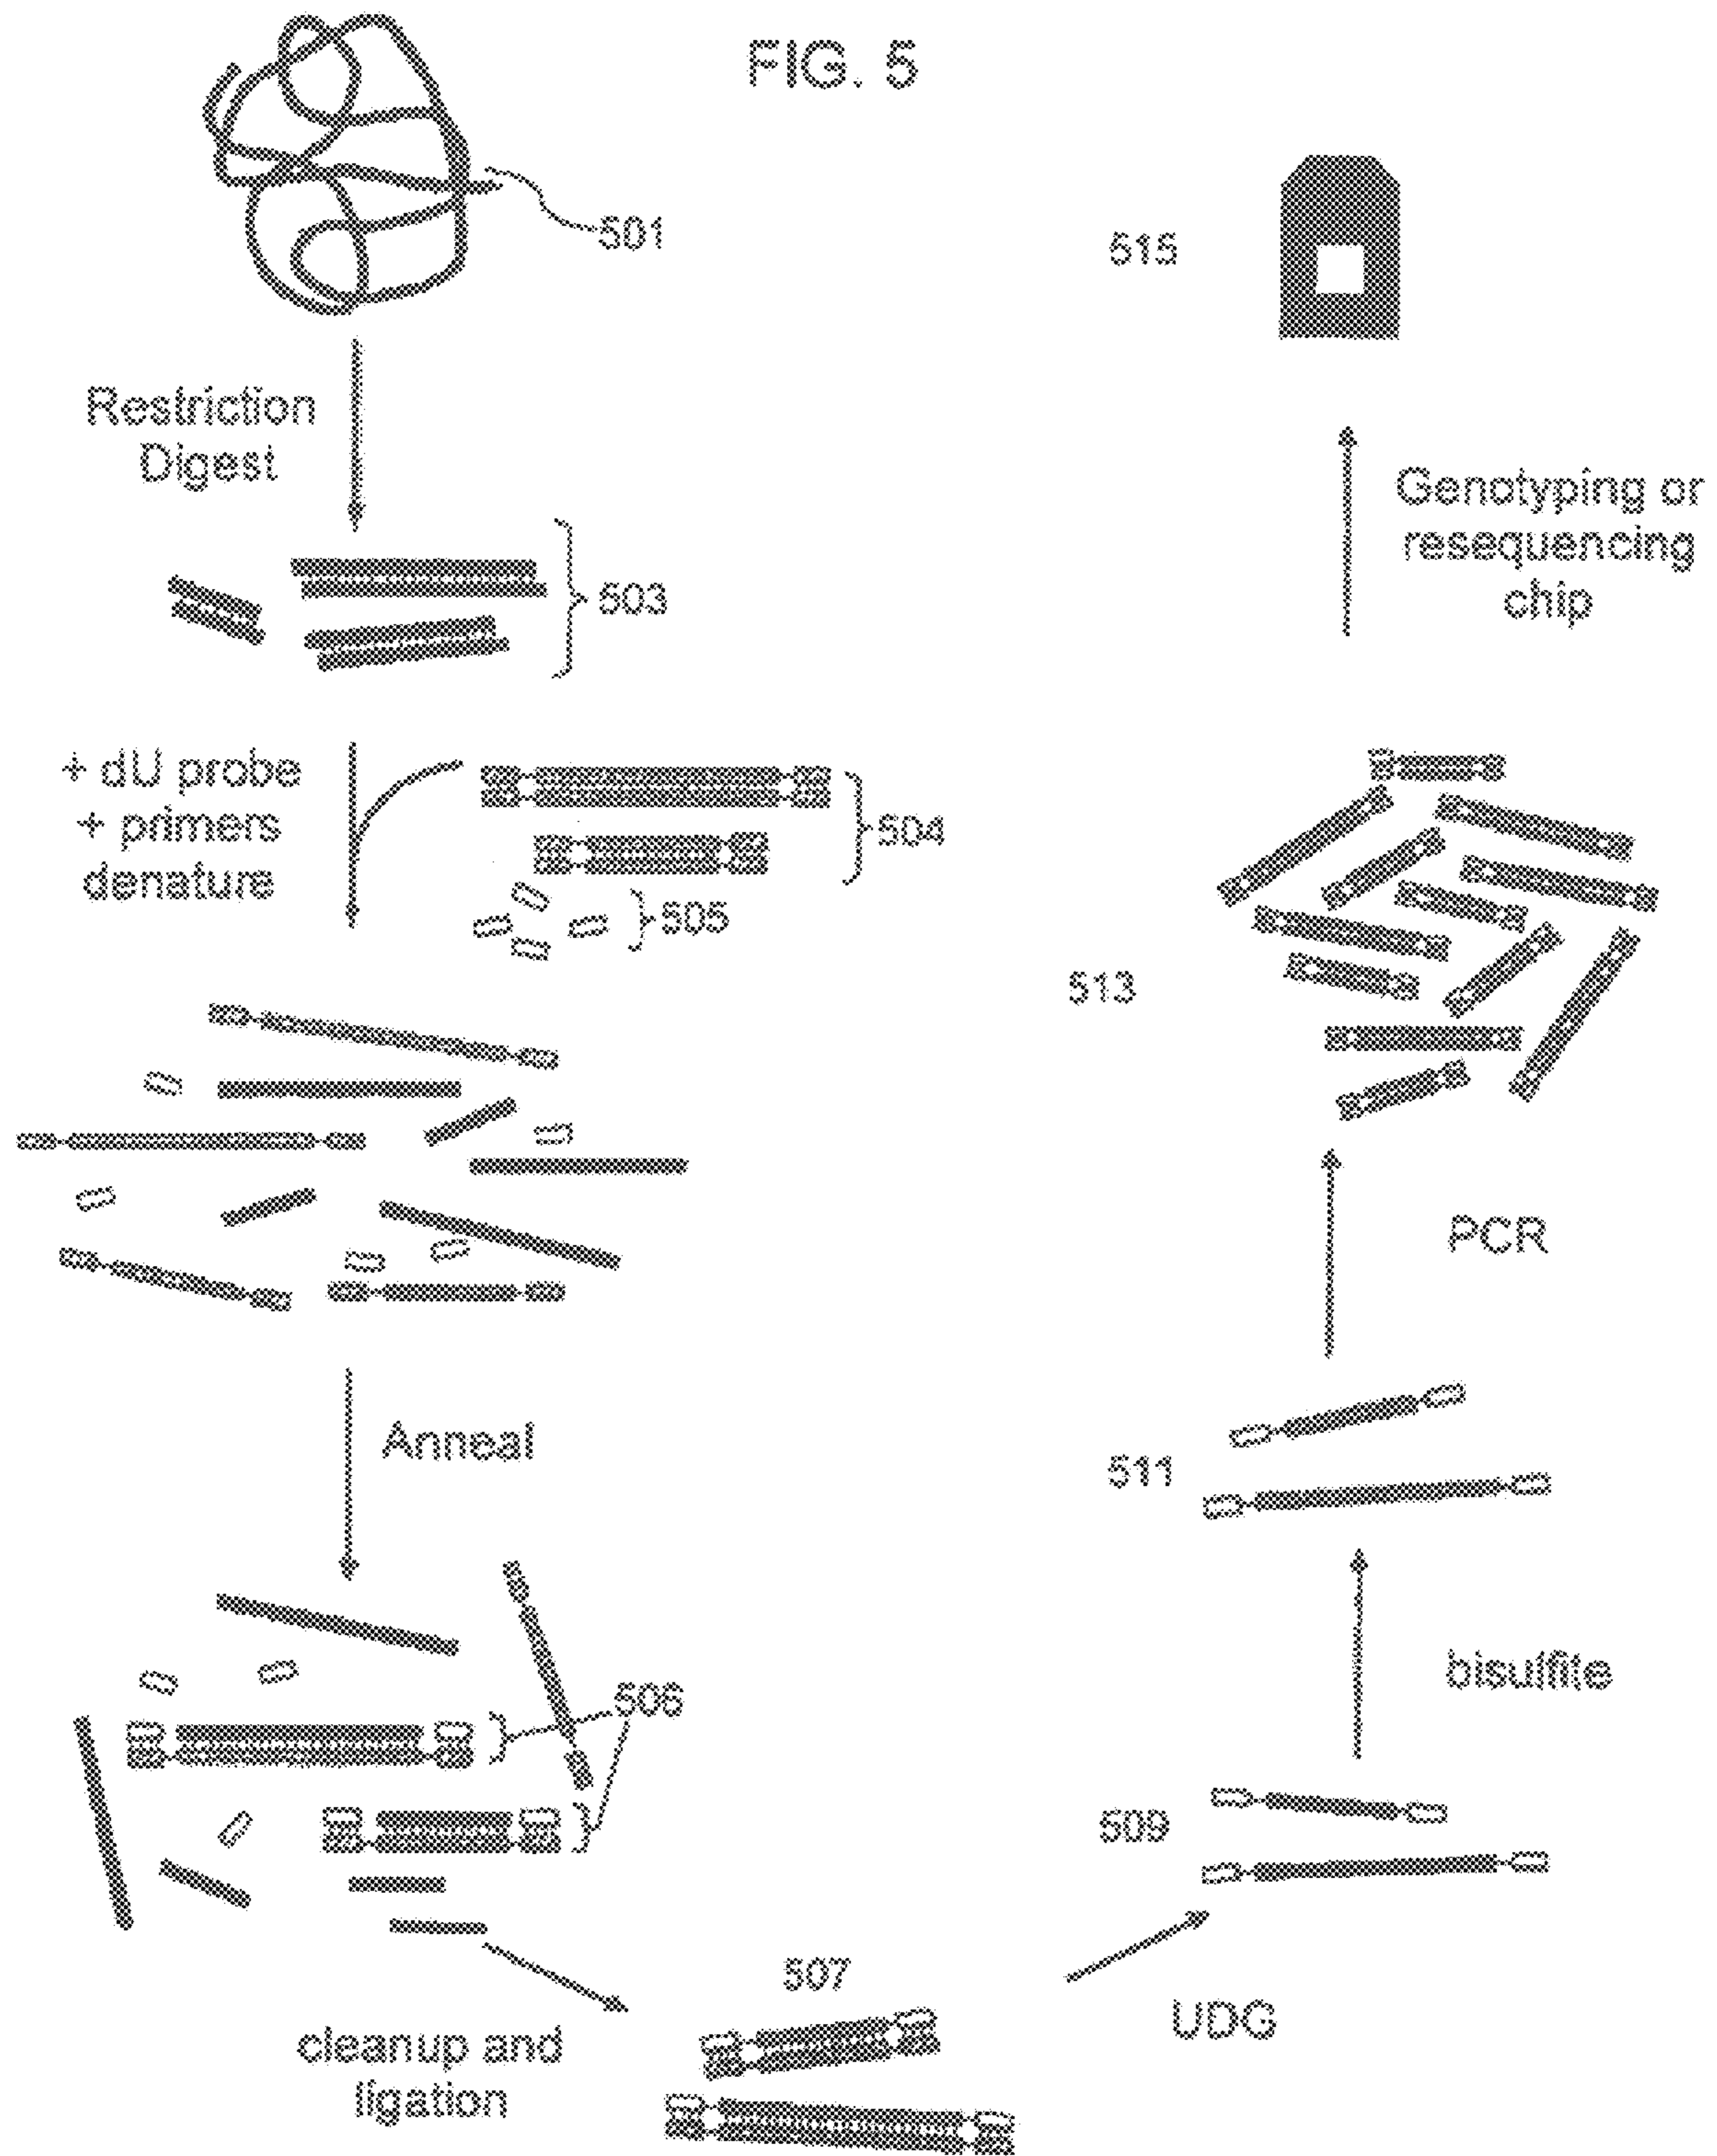 FIG. 5
501
Restriction
Digest
503
+ dU probe
+ primers
denature
504
505
Anneal
506
cleanup and
ligation
507
UDG
509
bisulfite
511
PCR
513
Genotyping or
resequencing
chip
515